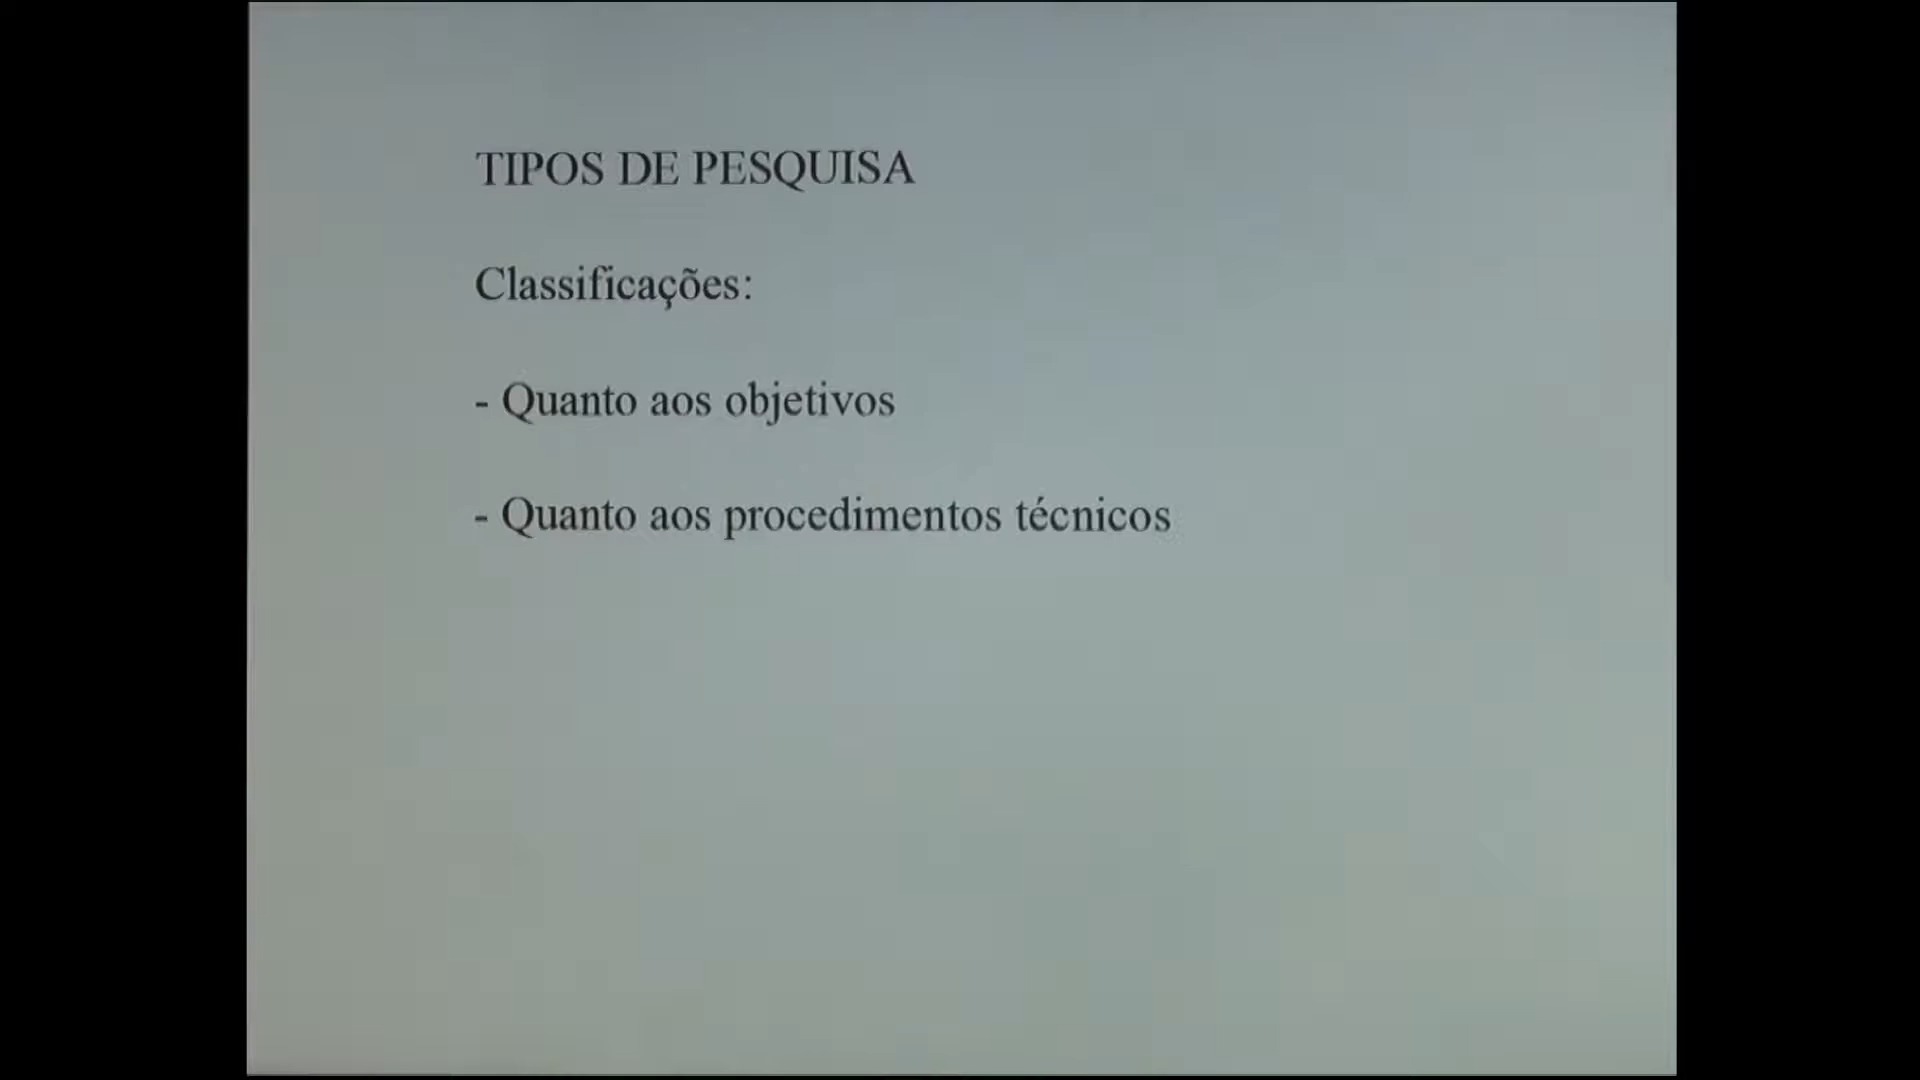 TIPOS DE PESQUISA
Classificações:
- Quanto aos objetivos
- Quanto aos procedimentos técnicos